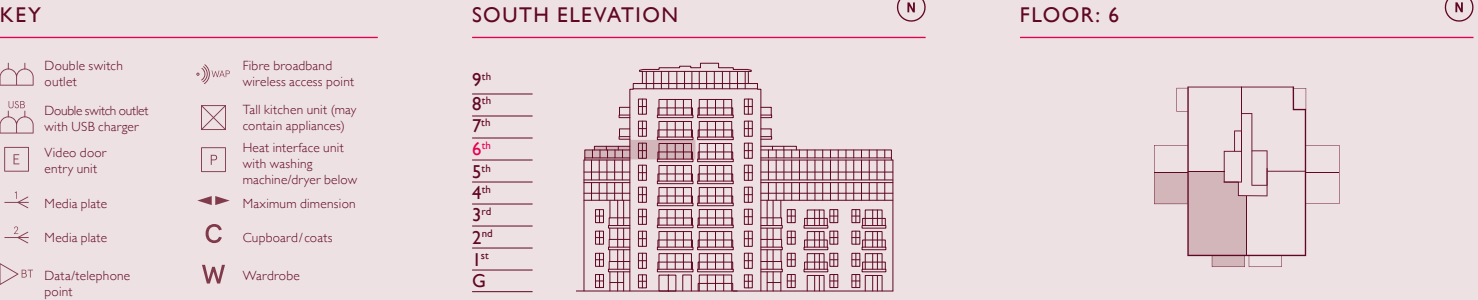 KEY
Double switch
outlet
USB
Double switch outlet
with USB charger
E
Video door
entry unit
1
Media plate
2
Media plate
BT
Data/telephone
point
WAP
Fibre broadband
wireless access point
Tall kitchen unit (may
contain appliances)
P
Heat interface unit
with washing
machine/dryer below
Maximum dimension
C
Cupboard/coats
W
Wardrobe
SOUTH ELEVATION
N
9th
8th
7th
6th
5th
4th
3rd
2nd
1st
G
FLOOR: 6
N